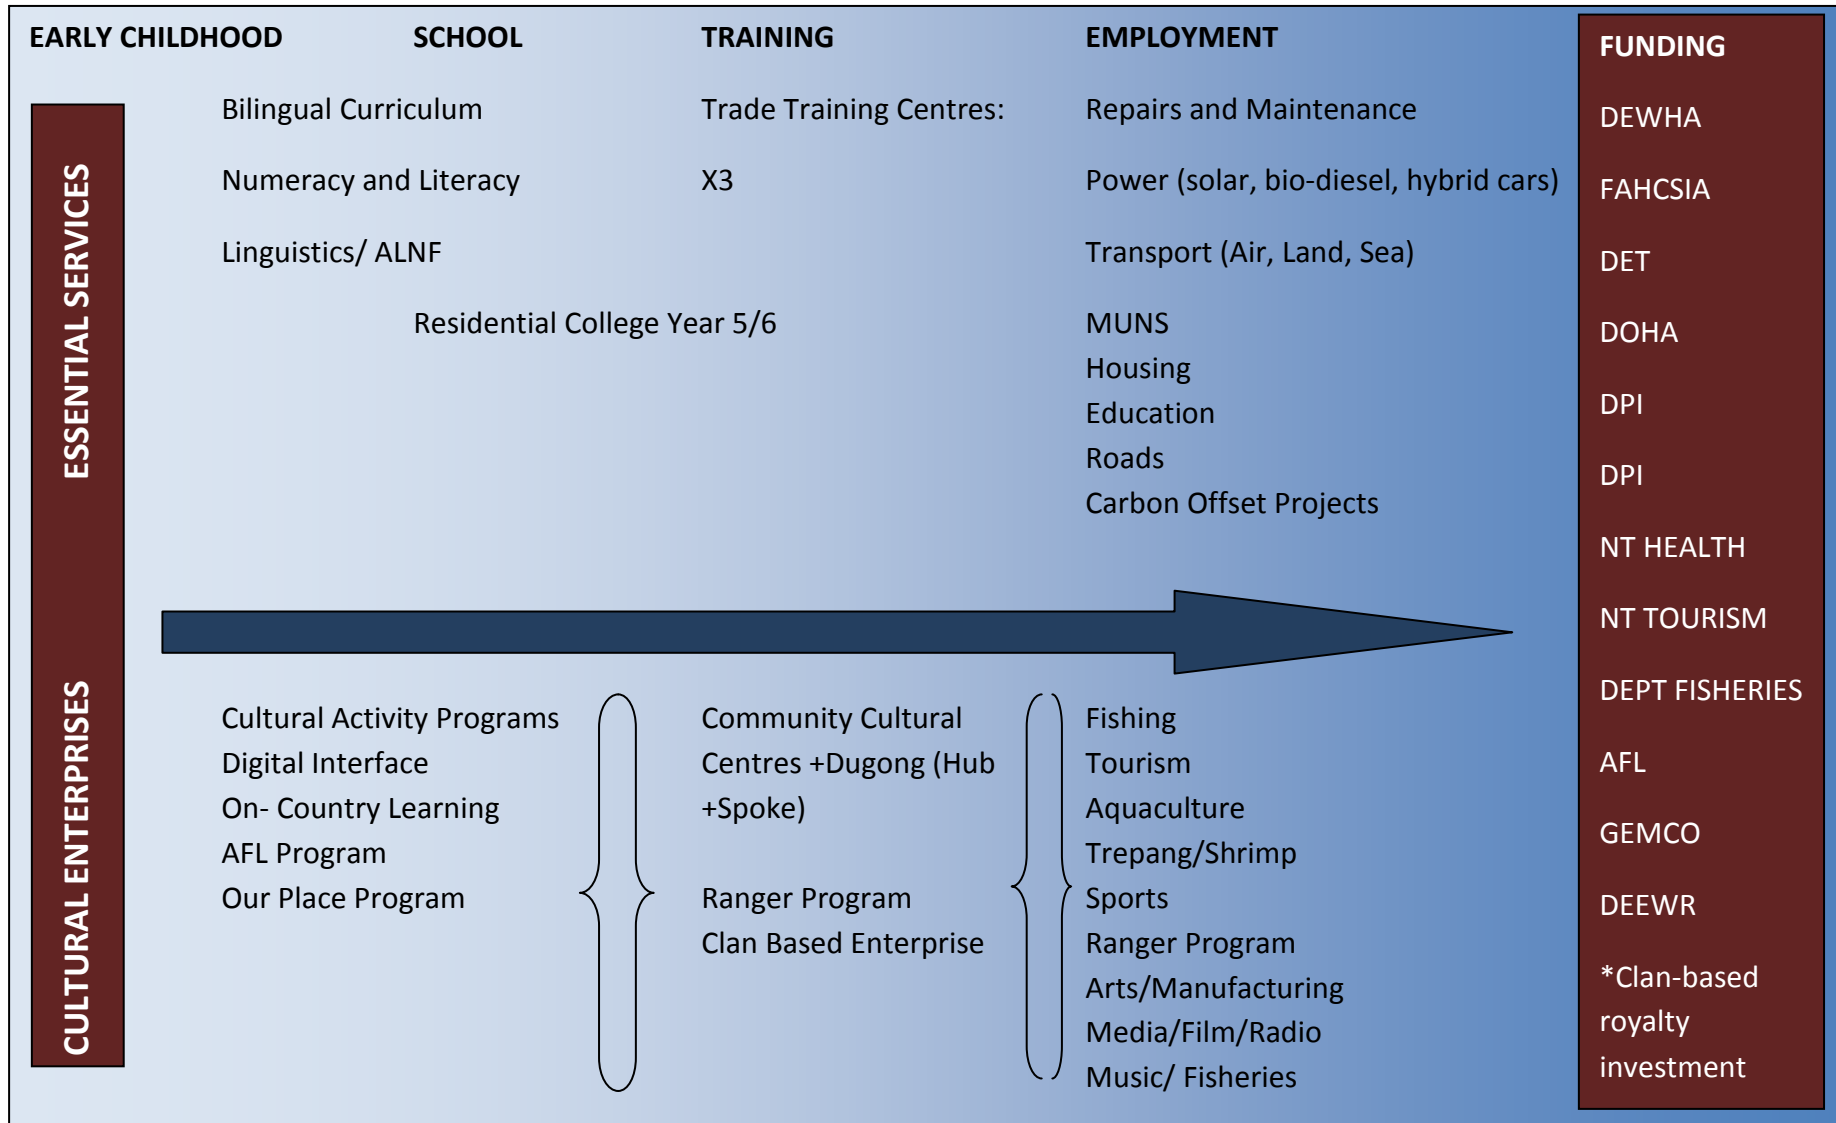 EARLY CHILDHOOD
SCHOOL
TRAINING
EMPLOYMENT
ESSENTIAL SERVICES
Bilingual Curriculum
Numeracy and Literacy
Linguistics/ ALNF
Residential College Year 5/6
Trade Training Centres:
X3
Repairs and Maintenance
Power (solar, bio-diesel, hybrid cars)
Transport (Air, Land, Sea)
MUNS
Housing
Education
Roads
Carbon Offset Projects
CULTURAL ENTERPRISES
Cultural Activity Programs
Digital Interface
On- Country Learning
AFL Program
Our Place Program
Community Cultural
Centres +Dugong (Hub
+Spoke)
Ranger Program
Clan Based Enterprise
Fishing
Tourism
Aquaculture
Trepang/Shrimp
Sports
Ranger Program
Arts/Manufacturing
Media/Film/Radio
Music/ Fisheries
FUNDING
DEWHA
FAHCSIA
DET
DOHA
DPI
DPI
NT HEALTH
NT TOURISM
DEPT FISHERIES
AFL
GEMCO
DEEWR
*Clan-based
royalty
investment